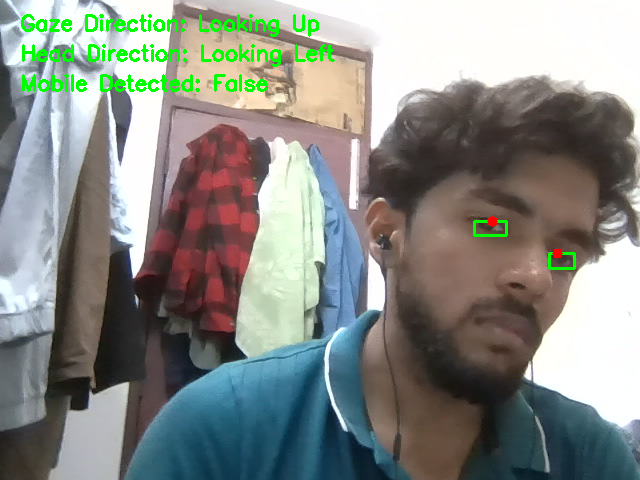 Gaze Direction: Looking Up
Head Direction: Looking Left
Mobile Detected: False